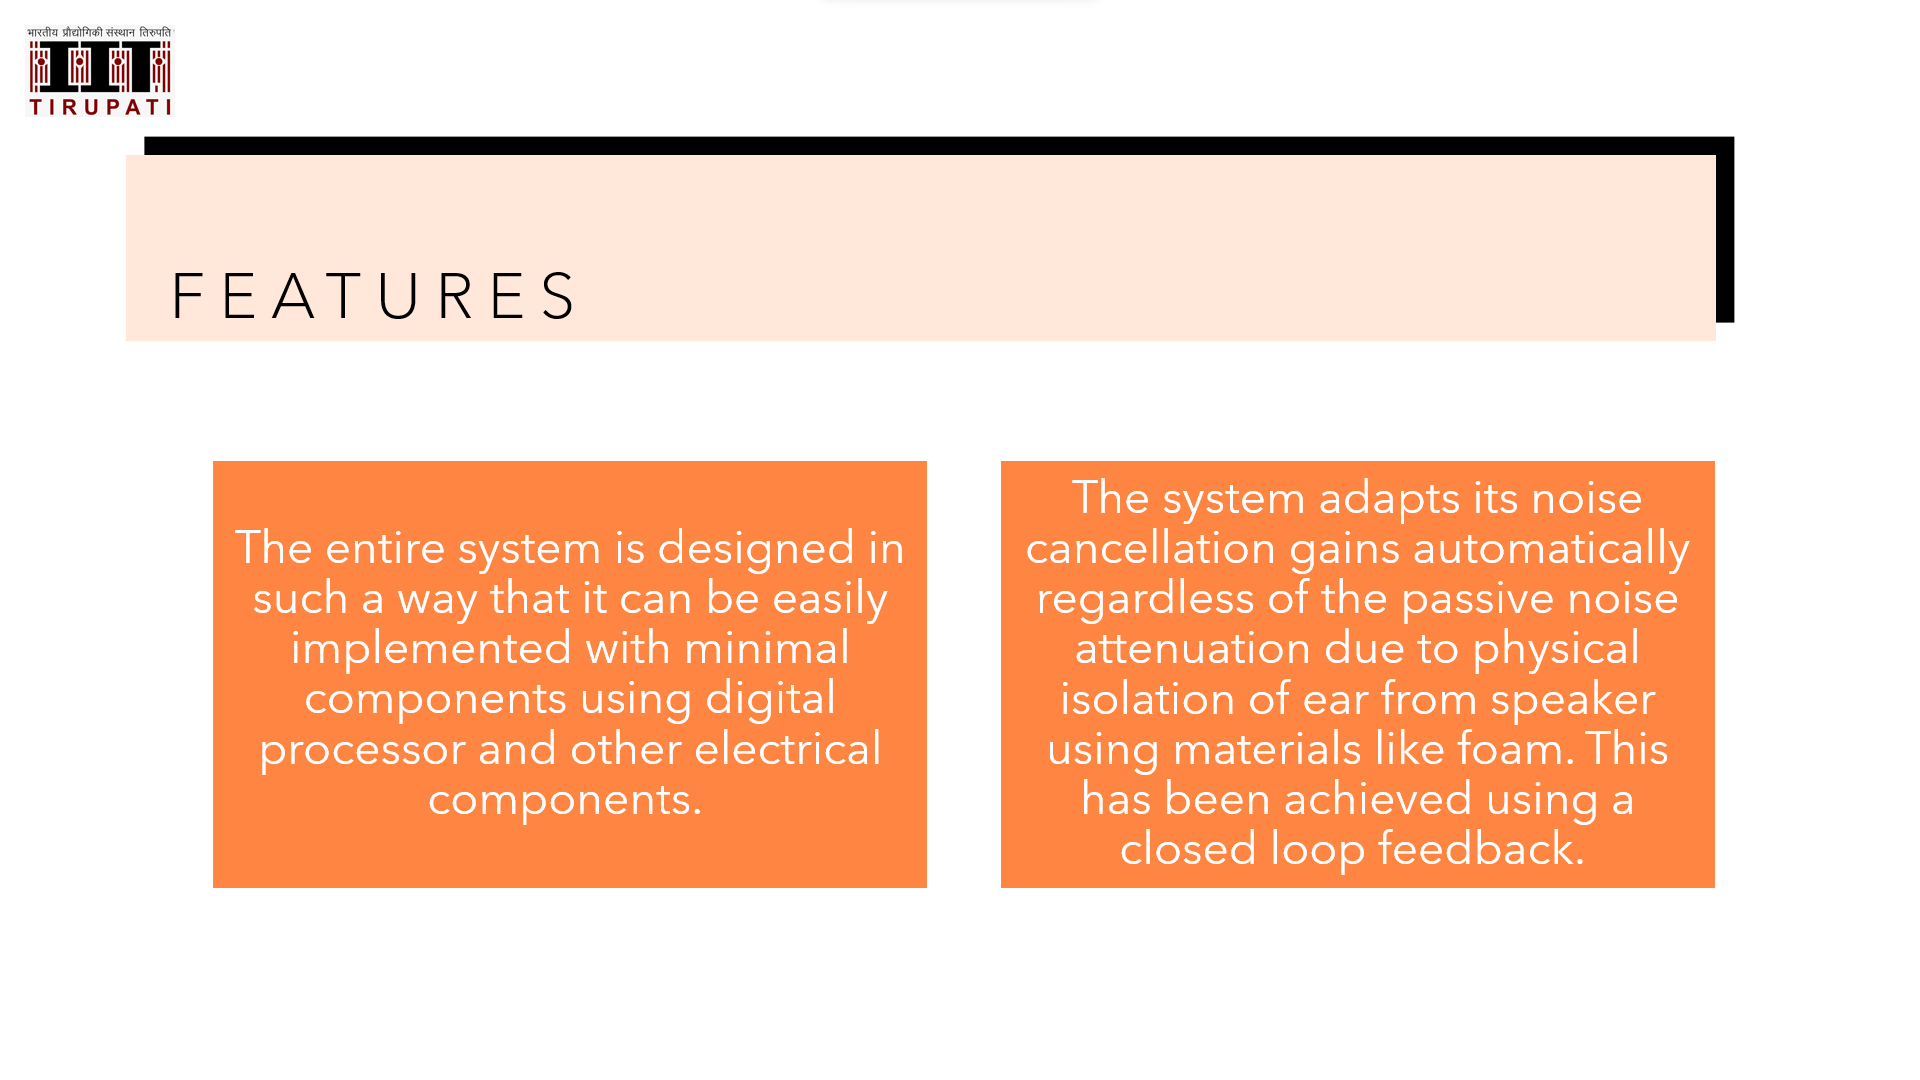 भारतीय प्रौद्योगिकी संस्थान तिरुपति
IIT
TIRUPATI
FEATURES
The entire system is designed in
such a way that it can be easily
implemented with minimal
components using digital
processor and other electrical
components.
The system adapts its noise
cancellation gains automatically
regardless of the passive noise
attenuation due to physical
isolation of ear from speaker
using materials like foam. This
has been achieved using a
closed loop feedback.